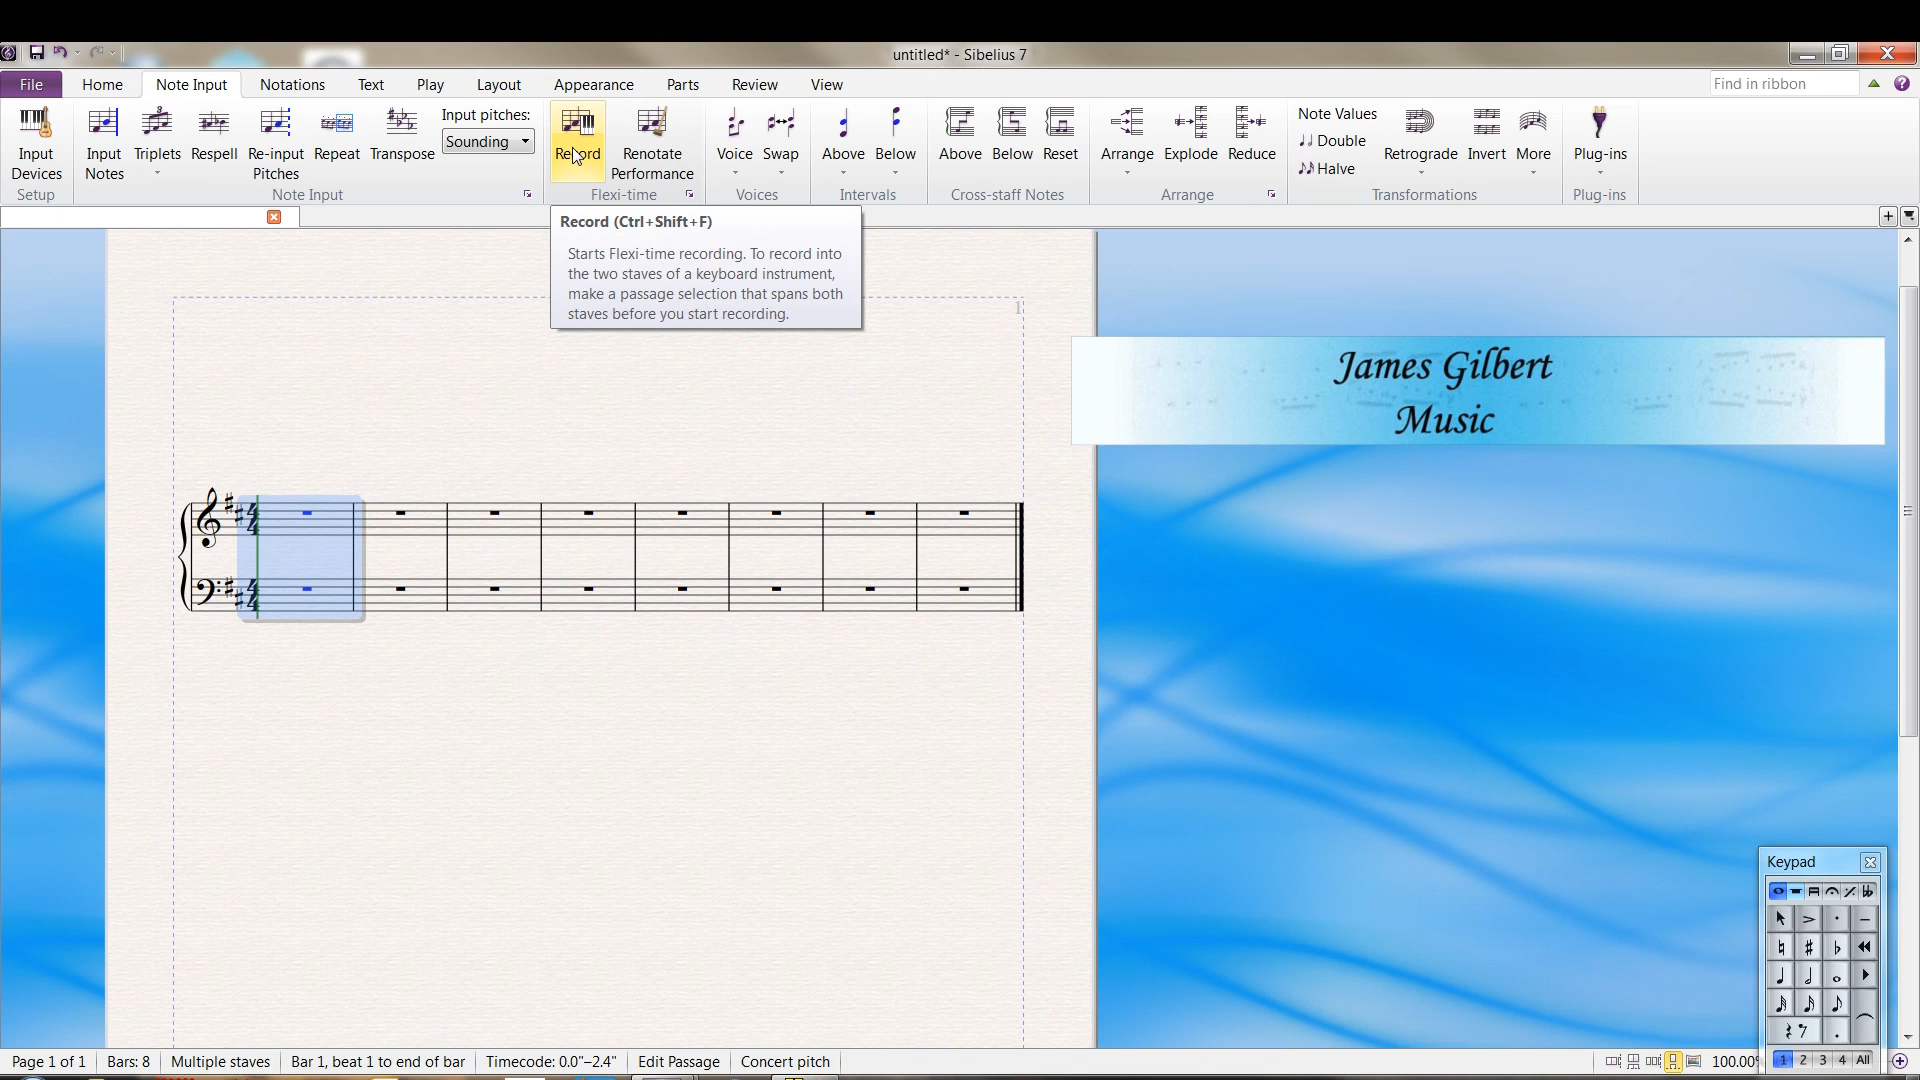 untitled* - Sibelius 7
File Home Note Input Notations Text Play Layout Appearance Parts Review View Find in ribbon
Input Devices
Setup
Input Notes
Triplets
Respell
Re-input Pitches
Repeat
Transpose
Input pitches:
Sounding
Note Input
Record
Renotate Performance
Flexi-time
Voice
Swap
Voices
Above
Below
Intervals
Above
Below
Reset
Cross-staff Notes
Arrange
Explode
Reduce
Arrange
Note Values
Double
Halve
Retrograde
Invert
More
Transformations
Plug-ins
Plug-ins
Record (Ctrl+Shift+F)
Starts Flexi-time recording. To record into
the two staves of a keyboard instrument,
make a passage selection that spans both
staves before you start recording.
1
James Gilbert
Music
4
4
4
4
Keypad
1 2 3 4 All
Page 1 of 1 Bars: 8 Multiple staves Bar 1, beat 1 to end of bar Timecode: 0.0"–2.4" Edit Passage Concert pitch